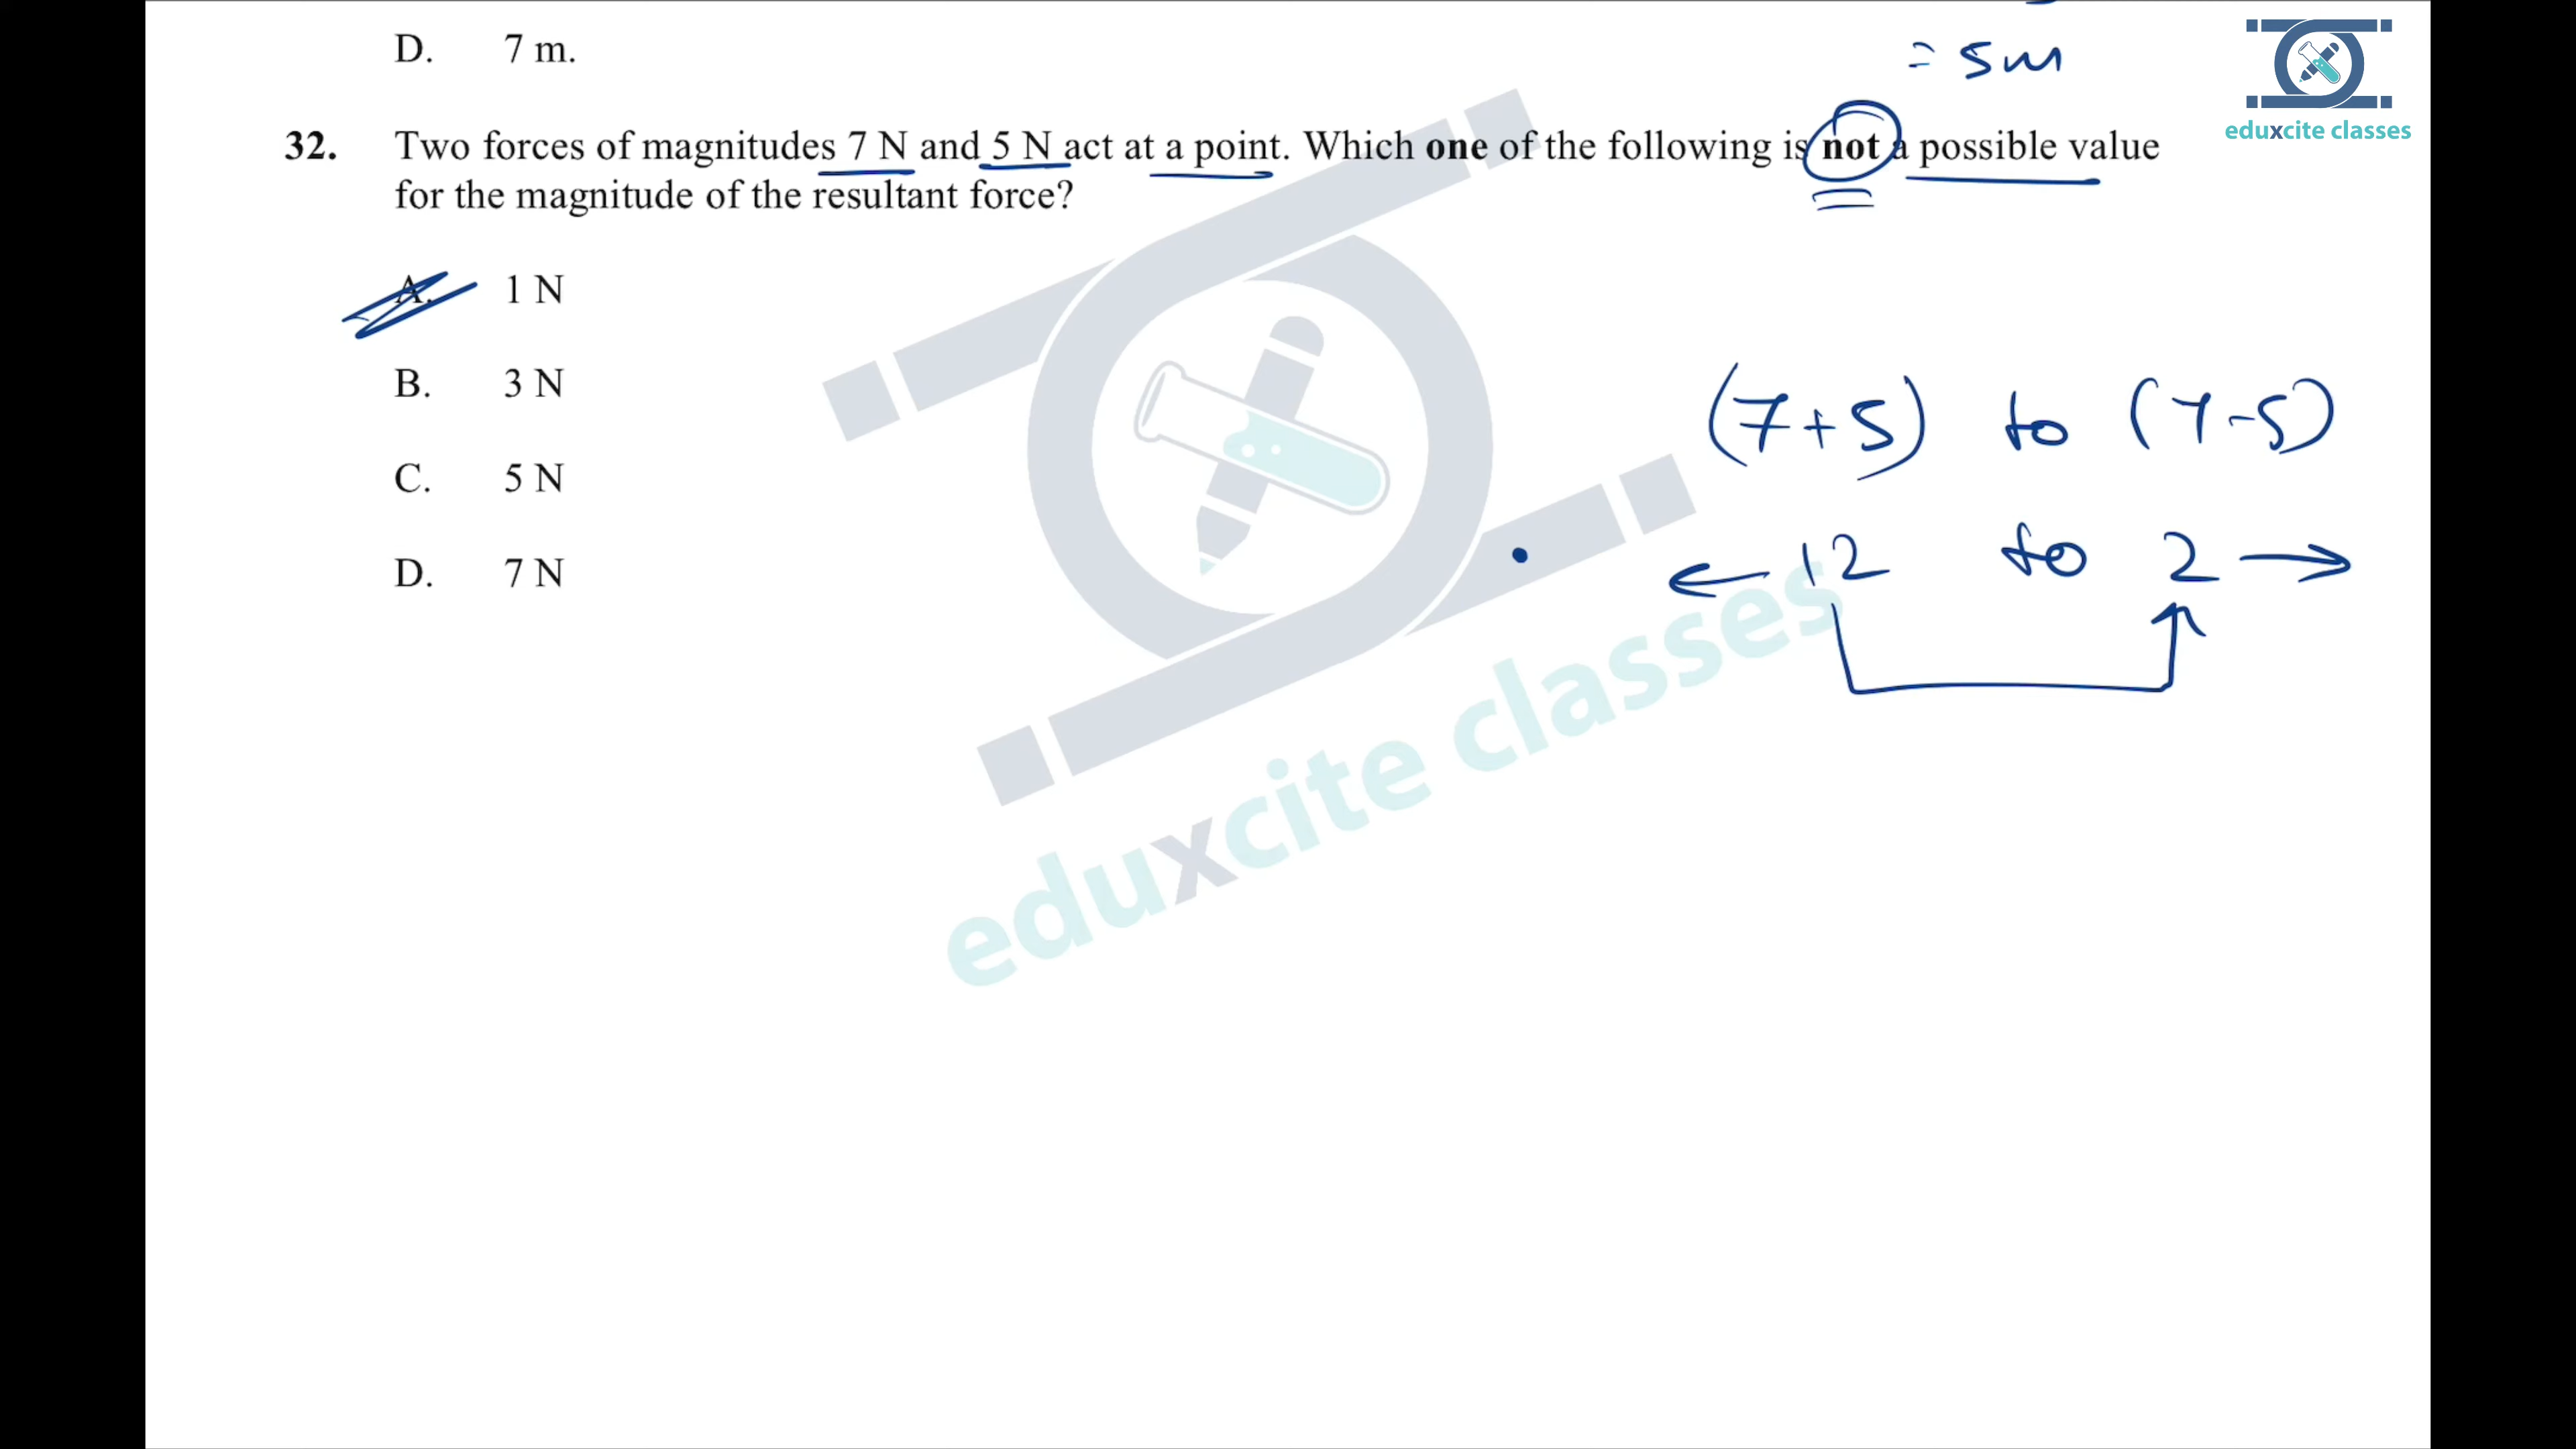 D. 7 m.
= 5m
eduxcite classes
32. Two forces of magnitudes 7 N and 5 N act at a point. Which one of the following is not a possible value
for the magnitude of the resultant force?
A. 1 N
B. 3 N
C. 5 N
D. 7 N
(7+5) to (7-5)
← 12 to 2 →
eduxcite classes